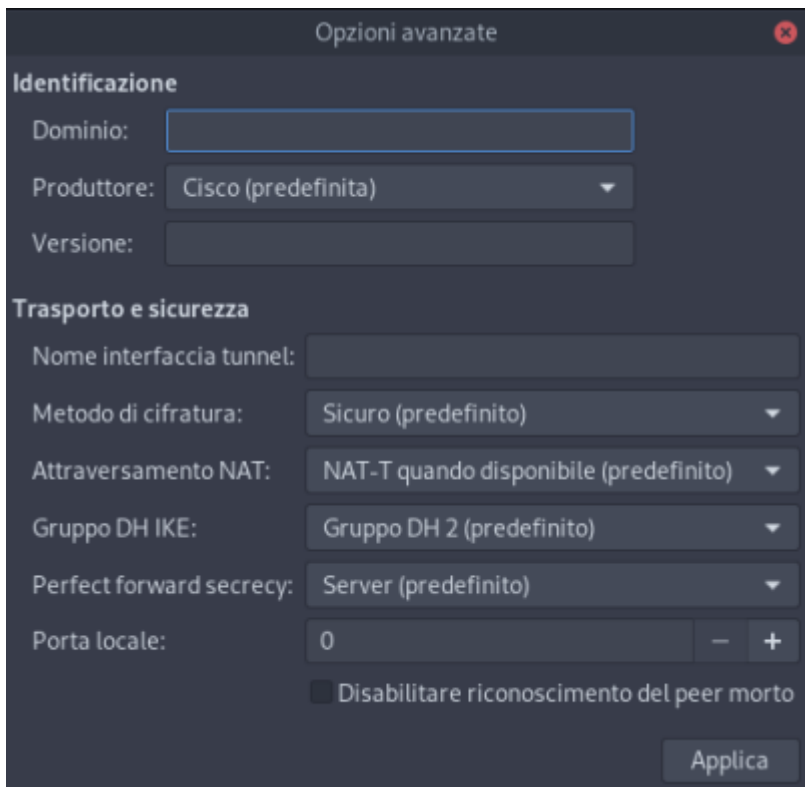 Opzioni avanzate
Identificazione
Dominio:
Produttore: Cisco (predefinita)
Versione:
Trasporto e sicurezza
Nome interfaccia tunnel:
Metodo di cifratura: Sicuro (predefinito)
Attraversamento NAT: NAT-T quando disponibile (predefinito)
Gruppo DH IKE: Gruppo DH 2 (predefinito)
Perfect forward secrecy: Server (predefinito)
Porta locale: 0 − +
Disabilitare riconoscimento del peer morto
Applica